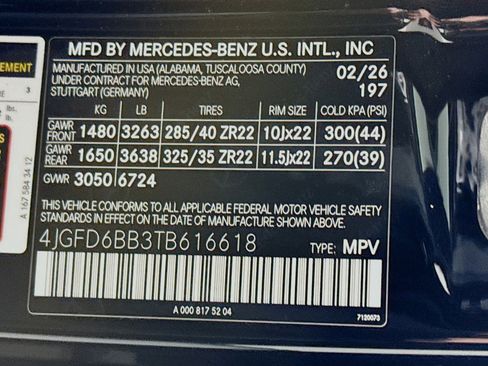 MFD BY MERCEDES-BENZ U.S. INTL., INC
MANUFACTURED IN USA (ALABAMA, TUSCALOOSA COUNTY) 02/26
UNDER CONTRACT FOR MERCEDES-BENZ AG, 197
STUTTGART (GERMANY)
KG LB TIRES RIM SIZE COLD KPA (PSI)
GAWR FRONT 1480 3263 285/40 ZR22 10Jx22 300(44)
GAWR REAR 1650 3638 325/35 ZR22 11.5Jx22 270(39)
GVWR 3050 6724
THIS VEHICLE CONFORMS TO ALL APPLICABLE FEDERAL MOTOR VEHICLE SAFETY
STANDARDS IN EFFECT ON THE DATE OF MANUFACTURE SHOWN ABOVE.
4JGFD6BB3TB616618 TYPE: MPV
A 000 817 52 04
7120073
EMENT
3
lbs.
A 167 584 34 12